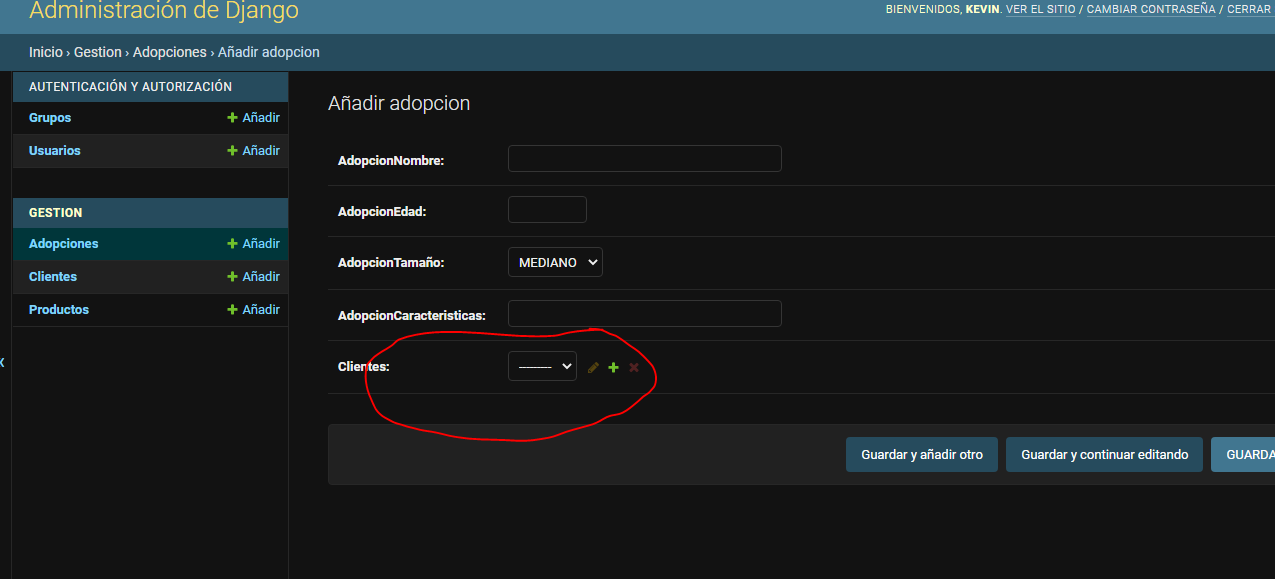 Administración de Django
BIENVENIDOS, KEVIN. VER EL SITIO / CAMBIAR CONTRASEÑA / CERRAR
Inicio › Gestion › Adopciones › Añadir adopcion
AUTENTICACIÓN Y AUTORIZACIÓN
Grupos + Añadir
Usuarios + Añadir
GESTION
Adopciones + Añadir
Clientes + Añadir
Productos + Añadir
Añadir adopcion
AdopcionNombre:
AdopcionEdad:
AdopcionTamaño: MEDIANO
AdopcionCaracteristicas:
Clientes: ---------
Guardar y añadir otro Guardar y continuar editando GUARDA